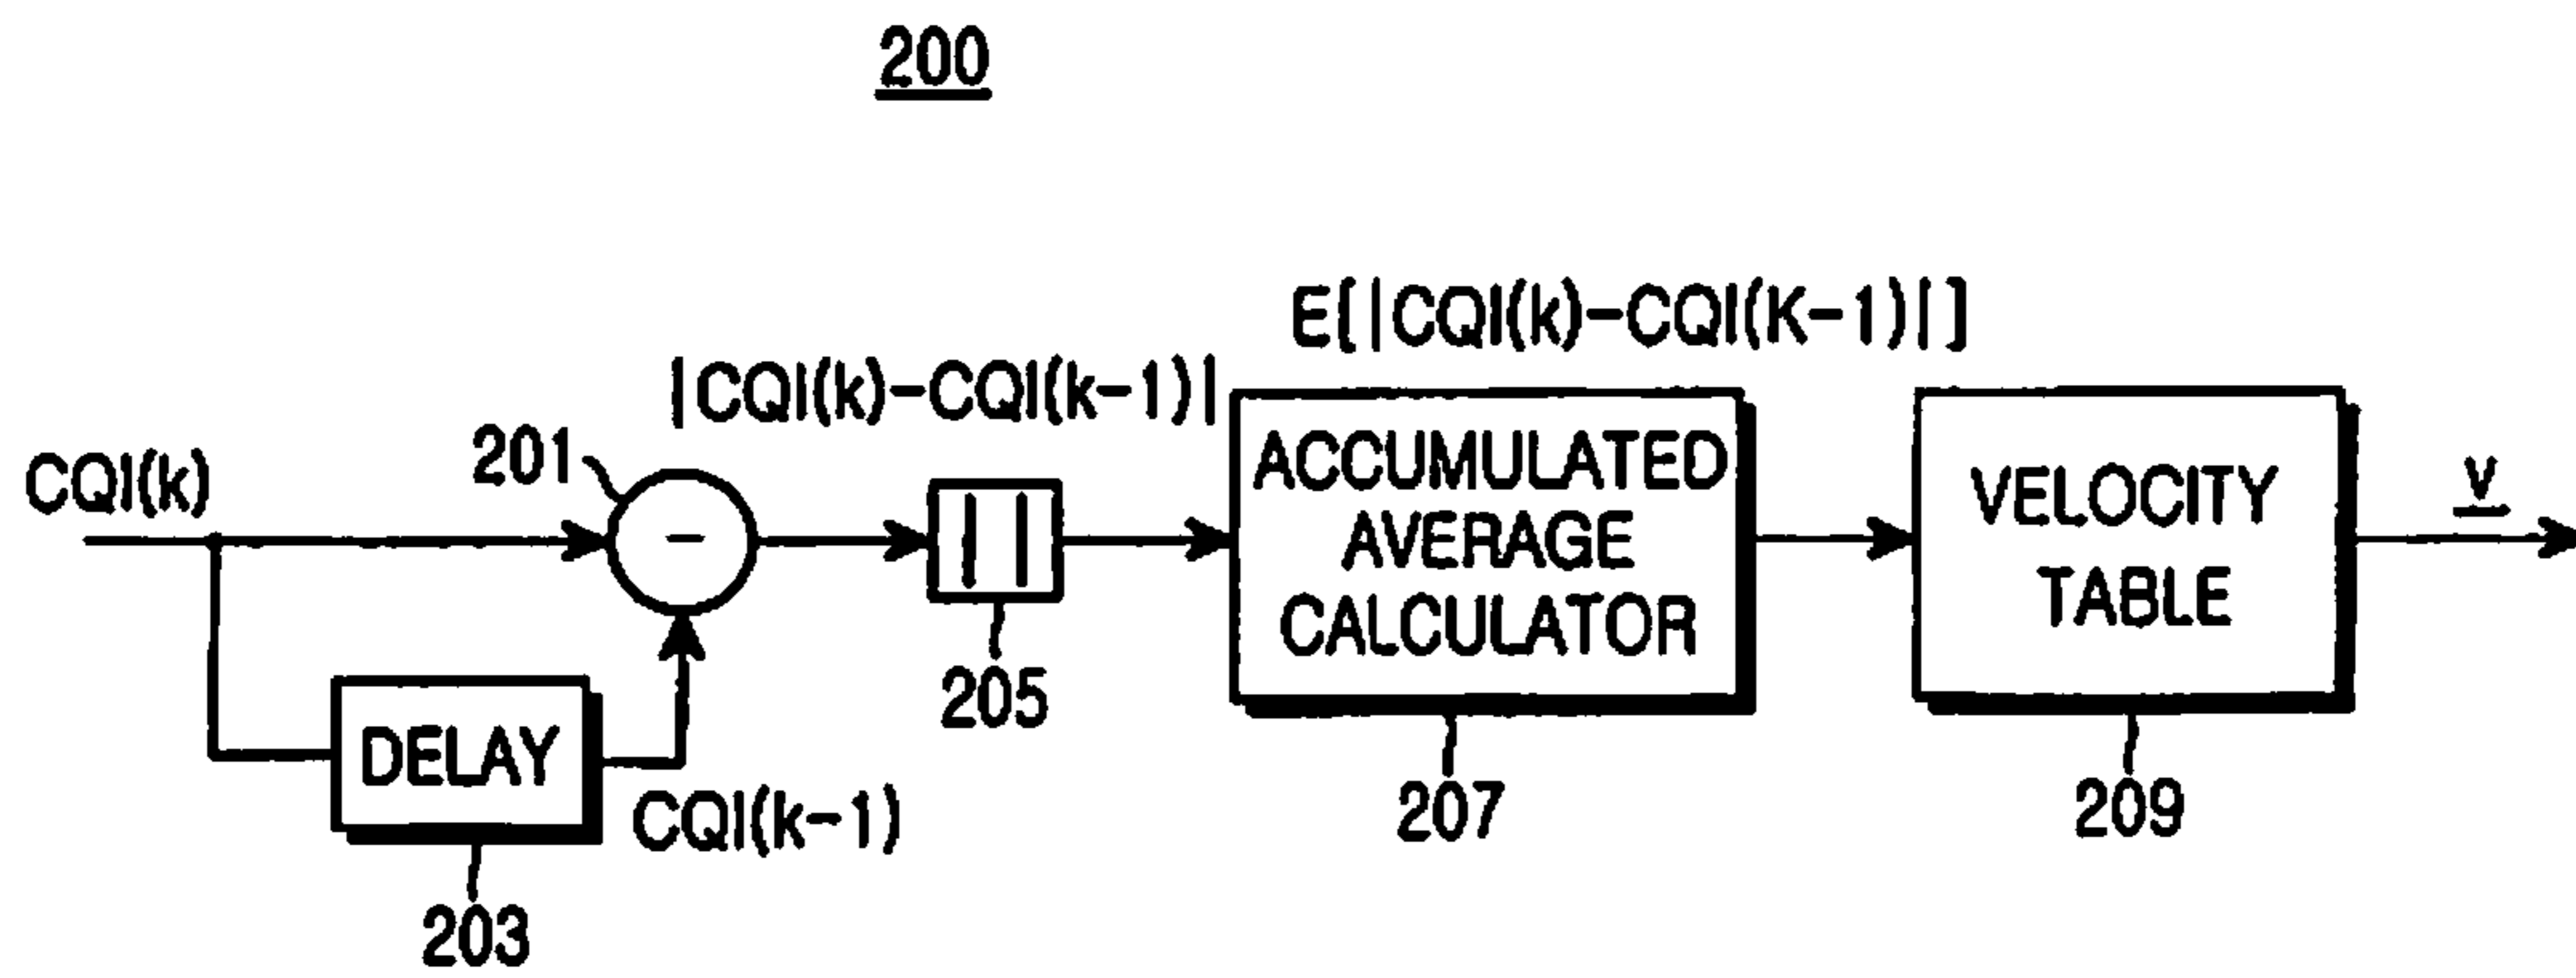 200
E[|CQI(k)-CQI(K-1)|]
|CQI(k)-CQI(k-1)|
201
CQI(k)
-
| |
ACCUMULATED
AVERAGE
CALCULATOR
VELOCITY
TABLE
v
205
DELAY
CQI(k-1)
207
209
203